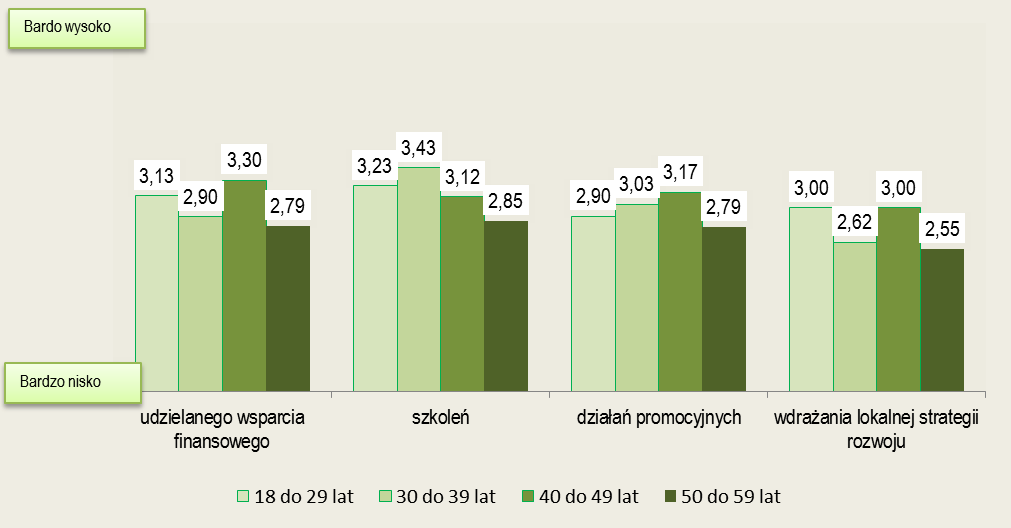 Bardo wysoko
3,13
2,90
3,30
2,79
3,23
3,43
3,12
2,85
2,90
3,03
3,17
2,79
3,00
2,62
3,00
2,55
Bardzo nisko
udzielanego wsparcia
finansowego
szkoleń
działań promocyjnych
wdrażania lokalnej strategii
rozwoju
18 do 29 lat
30 do 39 lat
40 do 49 lat
50 do 59 lat